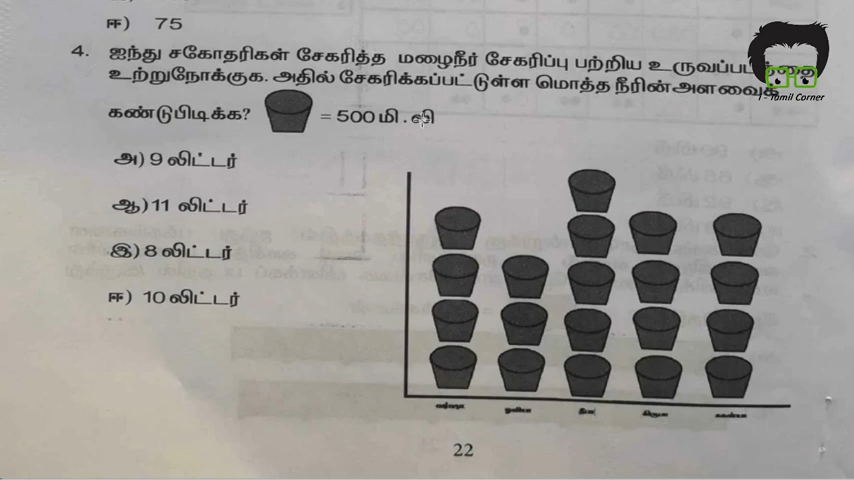 ஈ) 75
4. ஐந்து சகோதரிகள் சேகரித்த மழைநீர் சேகரிப்பு பற்றிய உருவப்படத்தை
உற்றுநோக்குக. அதில் சேகரிக்கப்பட்டுள்ள மொத்த நீரின் அளவைக்
கண்டுபிடிக்க? = 500 மி.லி
அ) 9 லிட்டர்
ஆ) 11 லிட்டர்
இ) 8 லிட்டர்
ஈ) 10 லிட்டர்
22
Tamil Corner